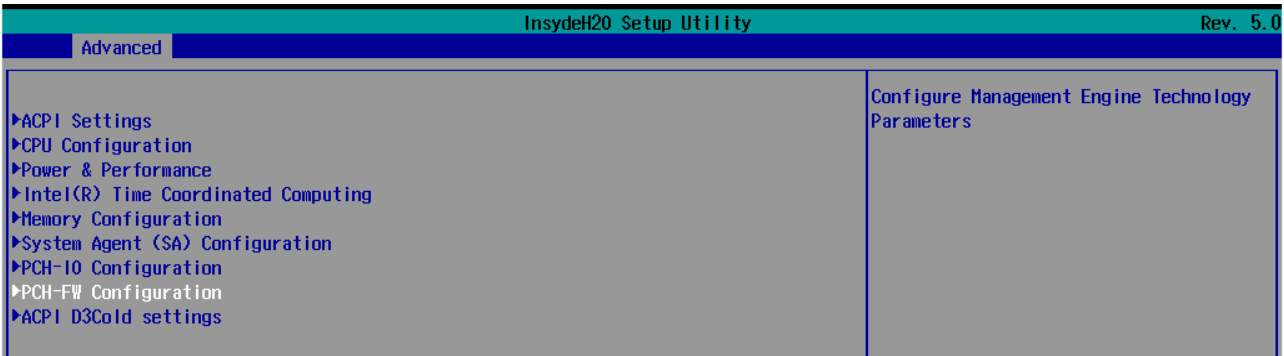 InsydeH20 Setup Utility Rev. 5.0
Advanced
Configure Management Engine Technology
Parameters
▶ACPI Settings
▶CPU Configuration
▶Power & Performance
▶Intel(R) Time Coordinated Computing
▶Memory Configuration
▶System Agent (SA) Configuration
▶PCH-IO Configuration
▶PCH-FW Configuration
▶ACPI D3Cold settings